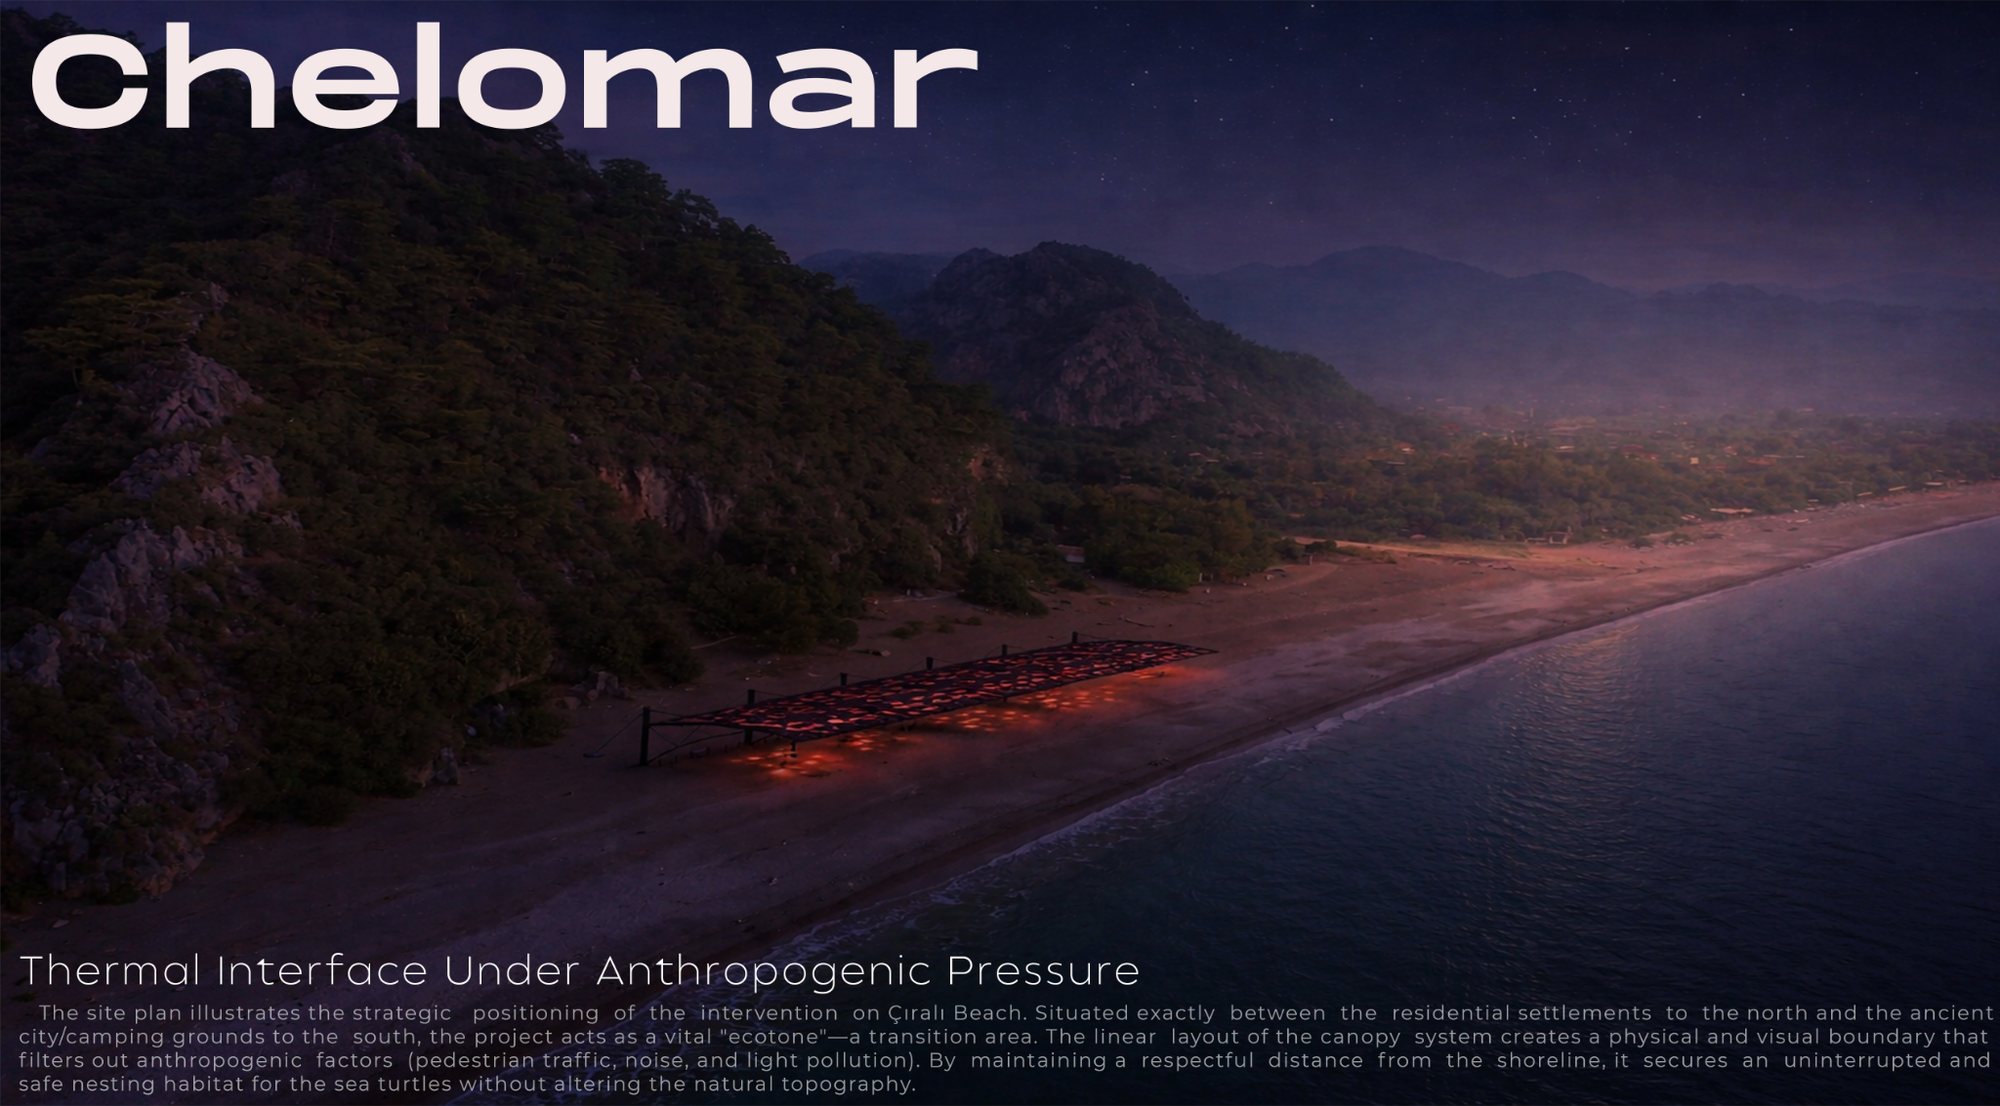 Chelomar
Thermal Interface Under Anthropogenic Pressure
The site plan illustrates the strategic positioning of the intervention on Çıralı Beach. Situated exactly between the residential settlements to the north and the ancient
city/camping grounds to the south, the project acts as a vital "ecotone"—a transition area. The linear layout of the canopy system creates a physical and visual boundary that
filters out anthropogenic factors (pedestrian traffic, noise, and light pollution). By maintaining a respectful distance from the shoreline, it secures an uninterrupted and
safe nesting habitat for the sea turtles without altering the natural topography.